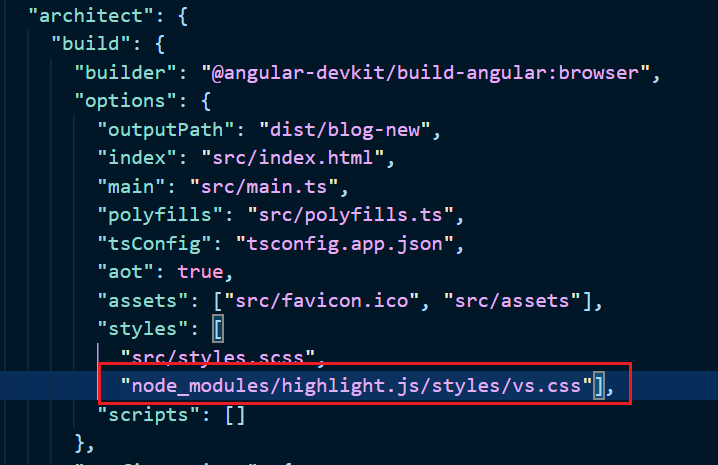 "architect": {
"build": {
"builder": "@angular-devkit/build-angular:browser",
"options": {
"outputPath": "dist/blog-new",
"index": "src/index.html",
"main": "src/main.ts",
"polyfills": "src/polyfills.ts",
"tsConfig": "tsconfig.app.json",
"aot": true,
"assets": ["src/favicon.ico", "src/assets"],
"styles": [
"src/styles.scss",
"node_modules/highlight.js/styles/vs.css"],
"scripts": []
},